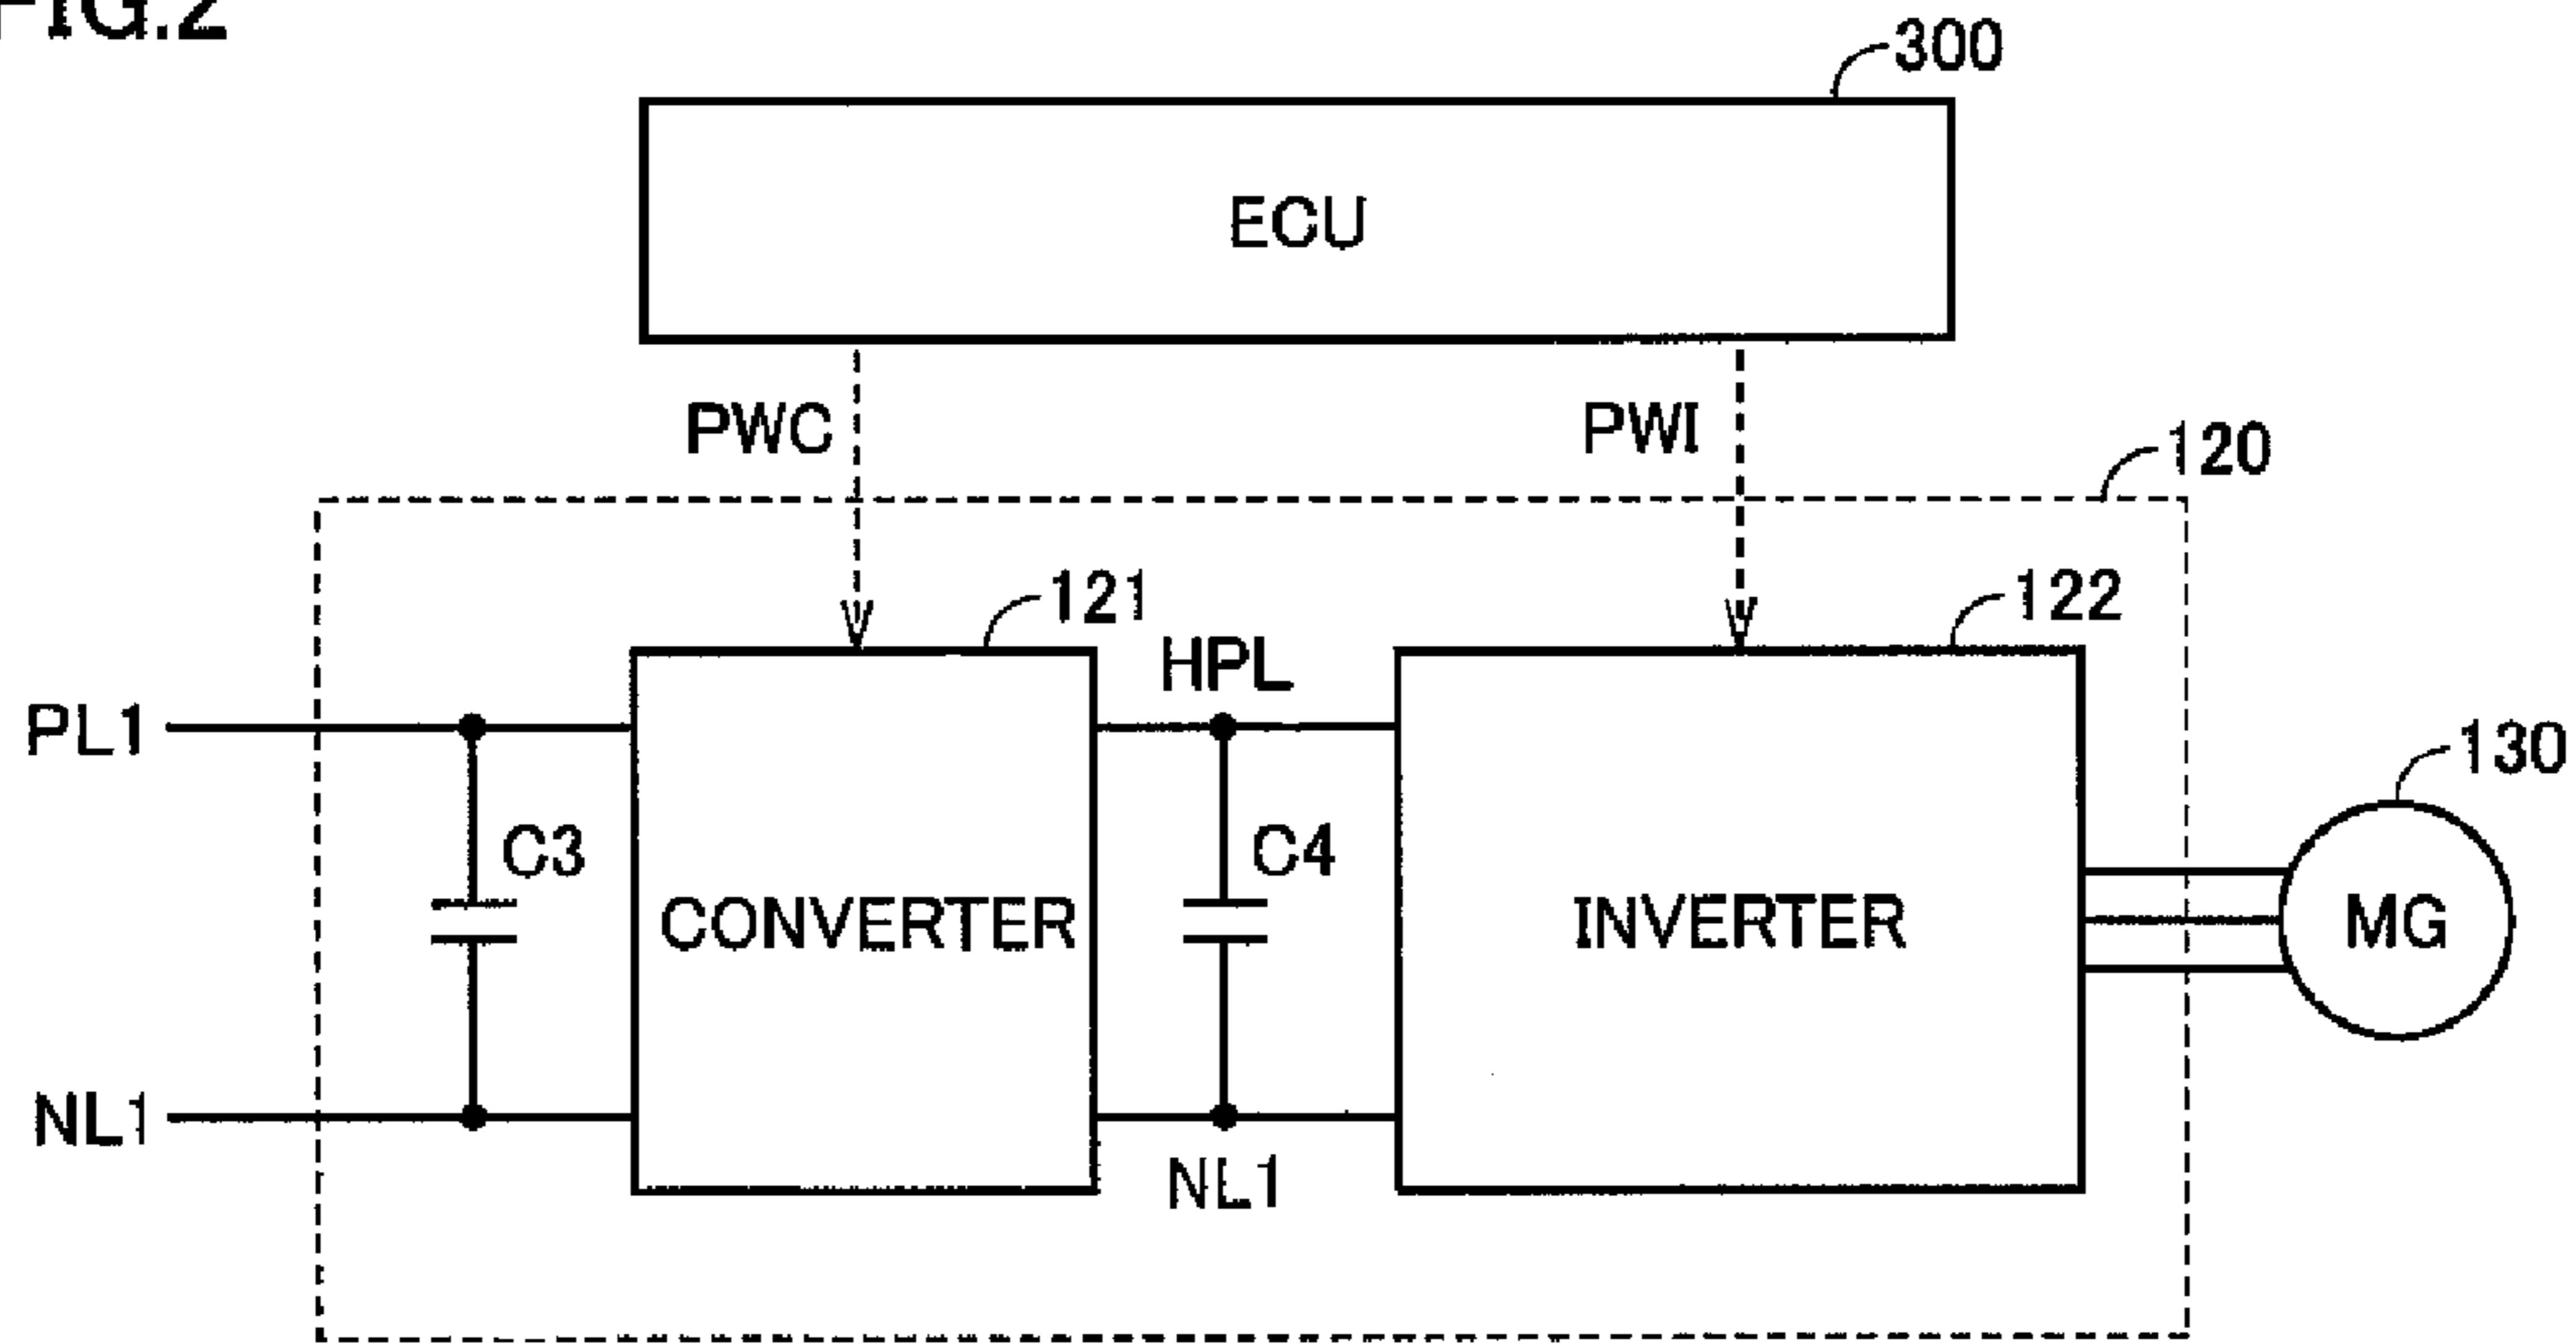 FIG.2
300
ECU
PWC
PWI
120
121
122
HPL
PL1
130
C3
C4
CONVERTER
INVERTER
MG
NL1
NL1